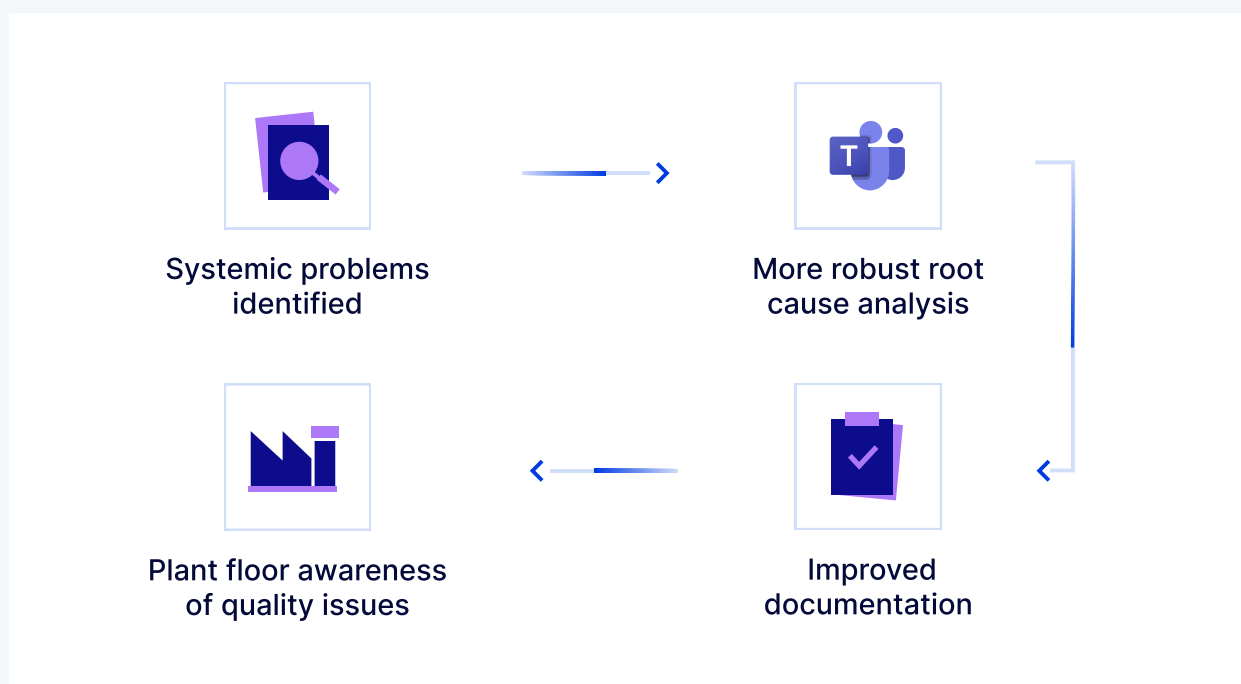 Systemic problems
identified
T
More robust root
cause analysis
Plant floor awareness
of quality issues
Improved
documentation